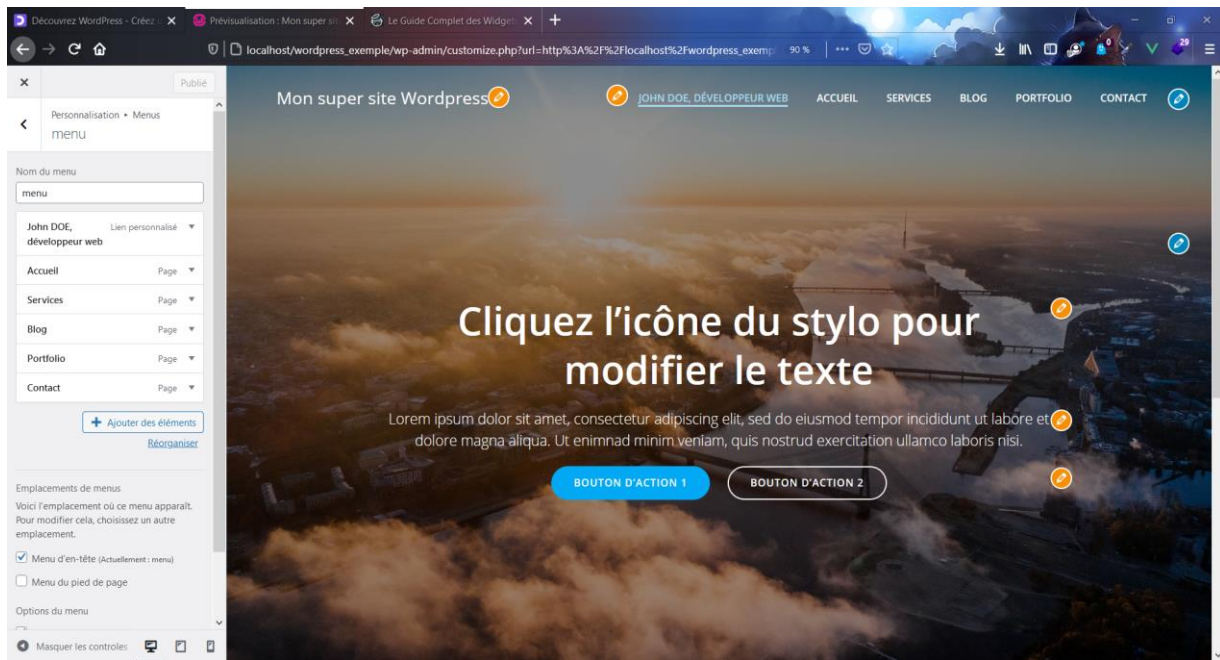 Découvrez WordPress - Créez
Prévisualisation : Mon super sit
Le Guide Complet des Widget
localhost/wordpress_exemple/wp-admin/customize.php?url=http%3A%2F%2Flocalhost%2Fwordpress_exemp
90 %
0
29
Publié
Personnalisation • Menus
menu
Nom du menu
menu
John DOE, développeur web
Lien personnalisé
Accueil Page
Services Page
Blog Page
Portfolio Page
Contact Page
Ajouter des éléments
Réorganiser
Emplacements de menus
Voici l'emplacement où ce menu apparaît.
Pour modifier cela, choisissez un autre
emplacement.
Menu d'en-tête (Actuellement : menu)
Menu du pied de page
Options du menu
Masquer les controles
Mon super site Wordpress
JOHN DOE, DÉVELOPPEUR WEB ACCUEIL SERVICES BLOG PORTFOLIO CONTACT
Cliquez l’icône du stylo pour
modifier le texte
Lorem ipsum dolor sit amet, consectetur adipiscing elit, sed do eiusmod tempor incididunt ut labore et
dolore magna aliqua. Ut enimnad minim veniam, quis nostrud exercitation ullamco laboris nisi.
BOUTON D’ACTION 1 BOUTON D’ACTION 2